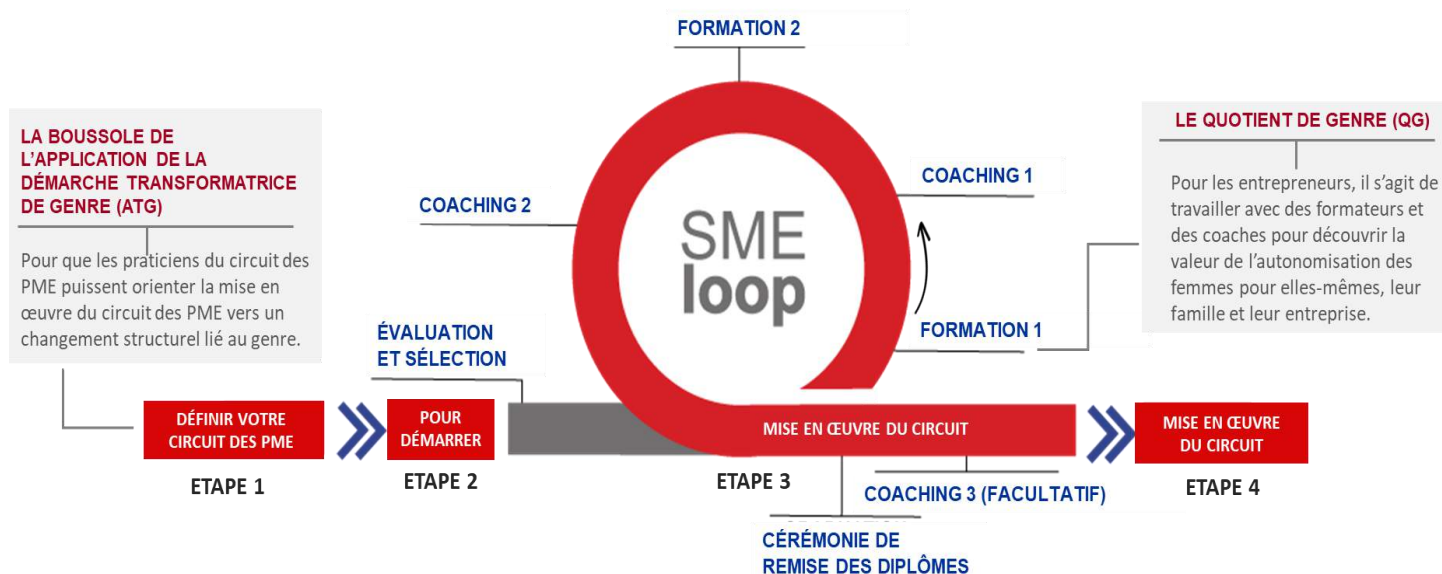 FORMATION 2
LA BOUSSOLE DE
L'APPLICATION DE LA
DÉMARCHE TRANSFORMATRICE
DE GENRE (ATG)
Pour que les praticiens du circuit des
PME puissent orienter la mise en
œuvre du circuit des PME vers un
changement structurel lié au genre.
COACHING 2
SME
loop
COACHING 1
FORMATION 1
LE QUOTIENT DE GENRE (QG)
Pour les entrepreneurs, il s'agit de
travailler avec des formateurs et
des coaches pour découvrir la
valeur de l'autonomisation des
femmes pour elles-mêmes, leur
famille et leur entreprise.
ÉVALUATION
ET SÉLECTION
DÉFINIR VOTRE
CIRCUIT DES PME
ETAPE 1
POUR
DÉMARRER
ETAPE 2
MISE EN ŒUVRE DU CIRCUIT
ETAPE 3
MISE EN ŒUVRE
DU CIRCUIT
ETAPE 4
COACHING 3 (FACULTATIF)
CÉRÉMONIE DE
REMISE DES DIPLÔMES